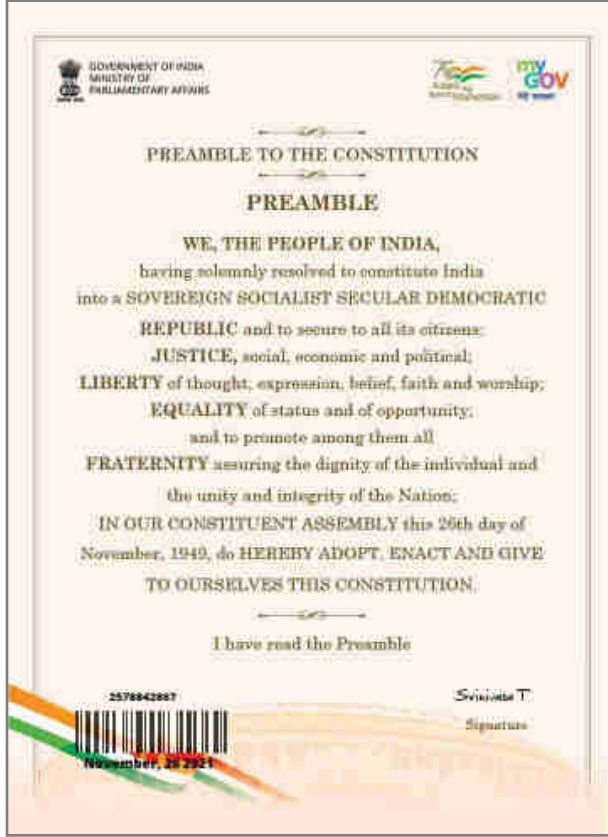 GOVERNMENT OF INDIA
MINISTRY OF
PARLIAMENTARY AFFAIRS
my
GOV
PREAMBLE TO THE CONSTITUTION
PREAMBLE
WE, THE PEOPLE OF INDIA,
having solemnly resolved to constitute India
into a SOVEREIGN SOCIALIST SECULAR DEMOCRATIC
REPUBLIC and to secure to all its citizens:
JUSTICE, social, economic and political;
LIBERTY of thought, expression, belief, faith and worship;
EQUALITY of status and of opportunity;
and to promote among them all
FRATERNITY assuring the dignity of the individual and
the unity and integrity of the Nation;
IN OUR CONSTITUENT ASSEMBLY this 26th day of
November, 1949, do HEREBY ADOPT, ENACT AND GIVE
TO OURSELVES THIS CONSTITUTION.
I have read the Preamble
2578842887
Srinivasa T
Signature
November, 26 2021